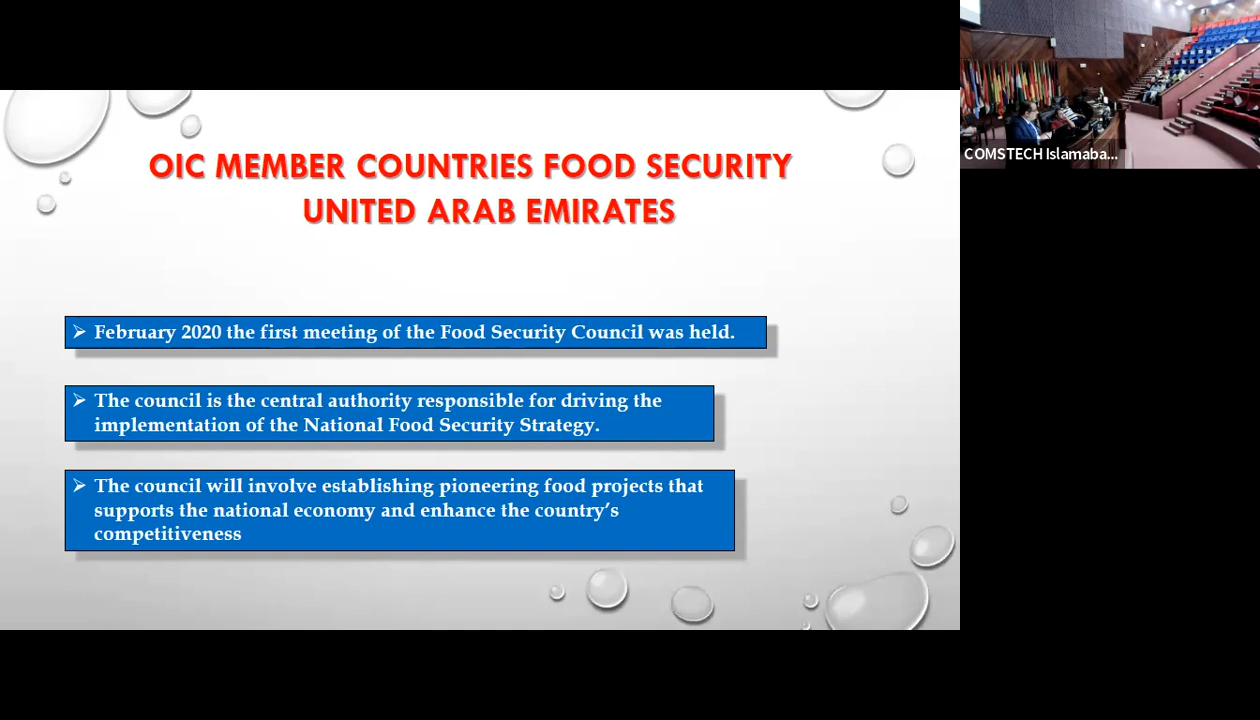 OIC MEMBER COUNTRIES FOOD SECURITY
UNITED ARAB EMIRATES
➢ February 2020 the first meeting of the Food Security Council was held.
➢ The council is the central authority responsible for driving the
implementation of the National Food Security Strategy.
➢ The council will involve establishing pioneering food projects that
supports the national economy and enhance the country’s
competitiveness
COMSTECH Islamaba...